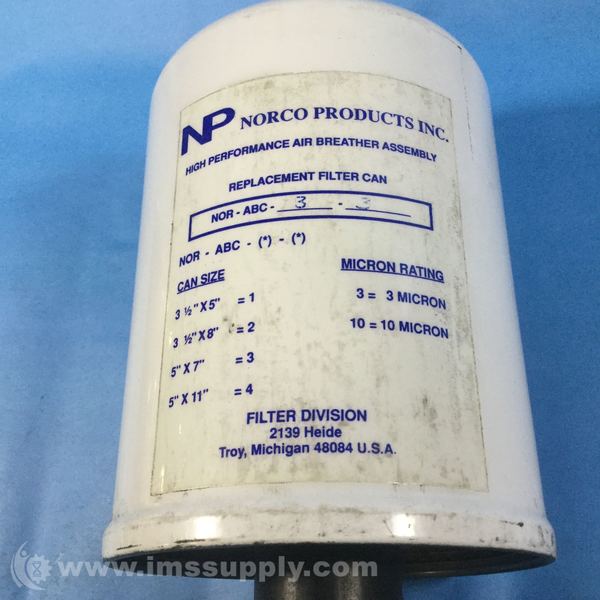 NP NORCO PRODUCTS INC.
HIGH PERFORMANCE AIR BREATHER ASSEMBLY
REPLACEMENT FILTER CAN
NOR - ABC - 3 - 3
NOR - ABC - (*) - (*)
CAN SIZE
3 ½" X 5" = 1
3 ½" X 8" = 2
5" X 7" = 3
5" X 11" = 4
MICRON RATING
3 = 3 MICRON
10 = 10 MICRON
FILTER DIVISION
2139 Heide
Troy, Michigan 48084 U.S.A.
© www.imssupply.com